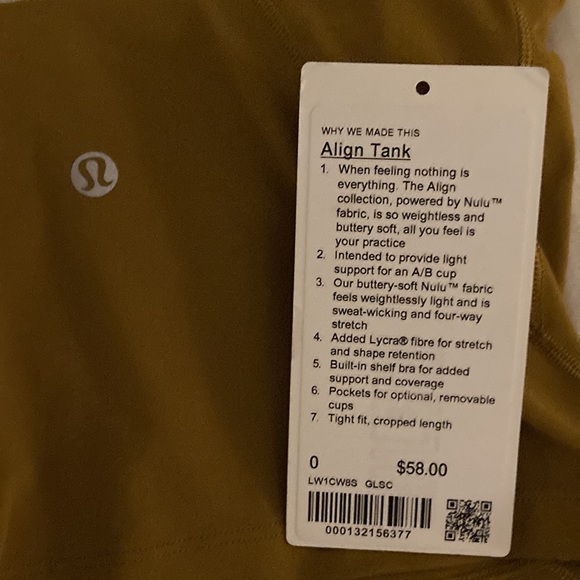 WHY WE MADE THIS
Align Tank
1. When feeling nothing is
everything. The Align
collection, powered by Nulu™
fabric, is so weightless and
buttery soft, all you feel is
your practice
2. Intended to provide light
support for an A/B cup
3. Our buttery-soft Nulu™ fabric
feels weightlessly light and is
sweat-wicking and four-way
stretch
4. Added Lycra® fibre for stretch
and shape retention
5. Built-in shelf bra for added
support and coverage
6. Pockets for optional, removable
cups
7. Tight fit, cropped length
0 $58.00
LW1CW8S GLSC
000132156377